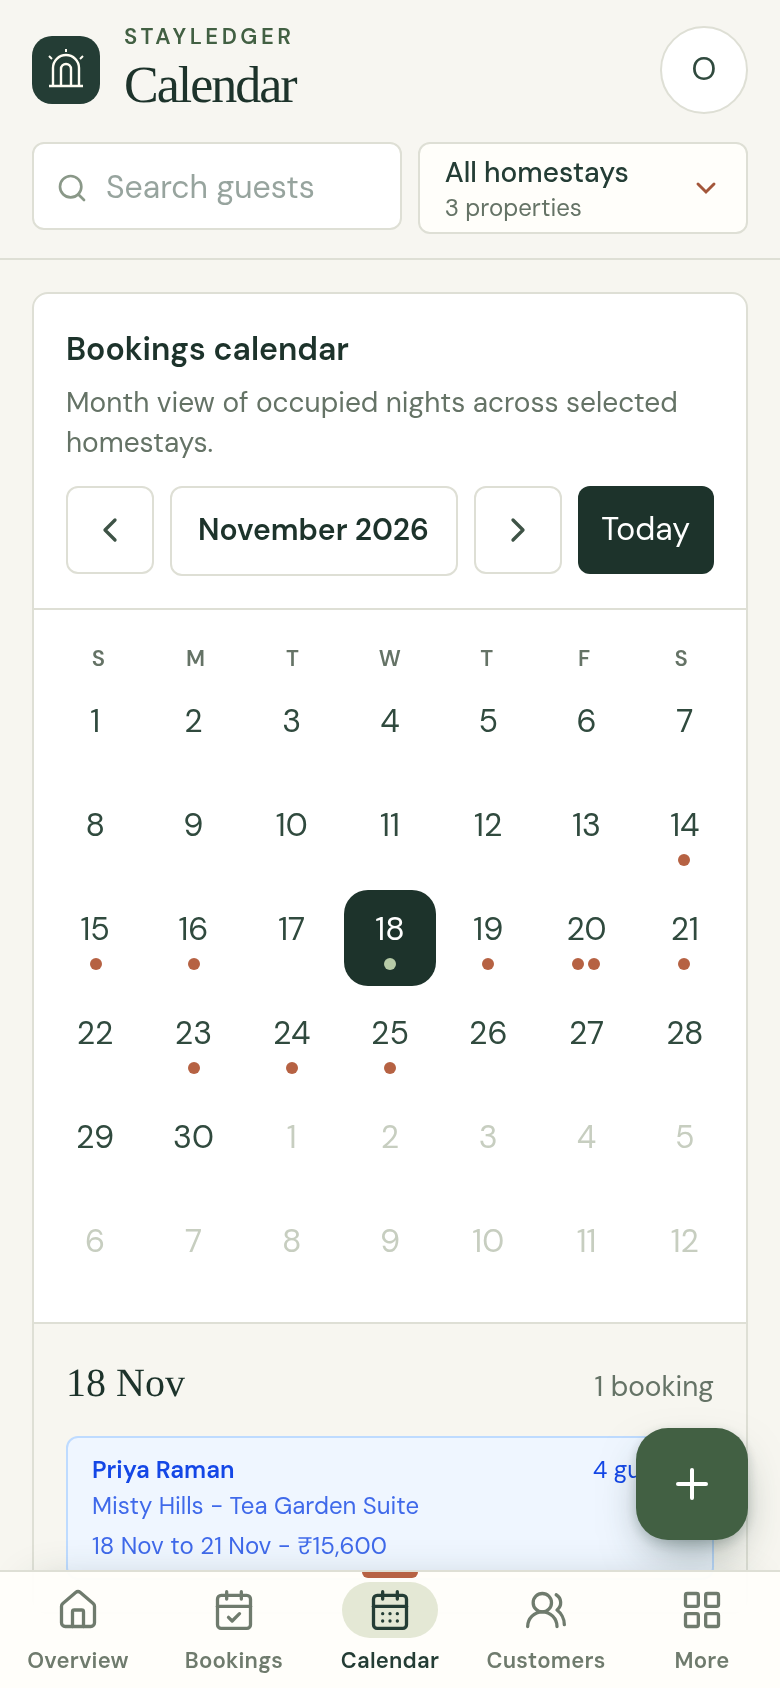 STAYLEDGER
Calendar
O
Search guests
All homestays
3 properties
Bookings calendar
Month view of occupied nights across selected
homestays.
November 2026
Today
S M T W T F S
1 2 3 4 5 6 7
8 9 10 11 12 13 14
15 16 17 18 19 20 21
22 23 24 25 26 27 28
29 30 1 2 3 4 5
6 7 8 9 10 11 12
18 Nov
1 booking
Priya Raman
4
Misty Hills - Tea Garden Suite
18 Nov to 21 Nov - ₹15,600
Overview
Bookings
Calendar
Customers
More